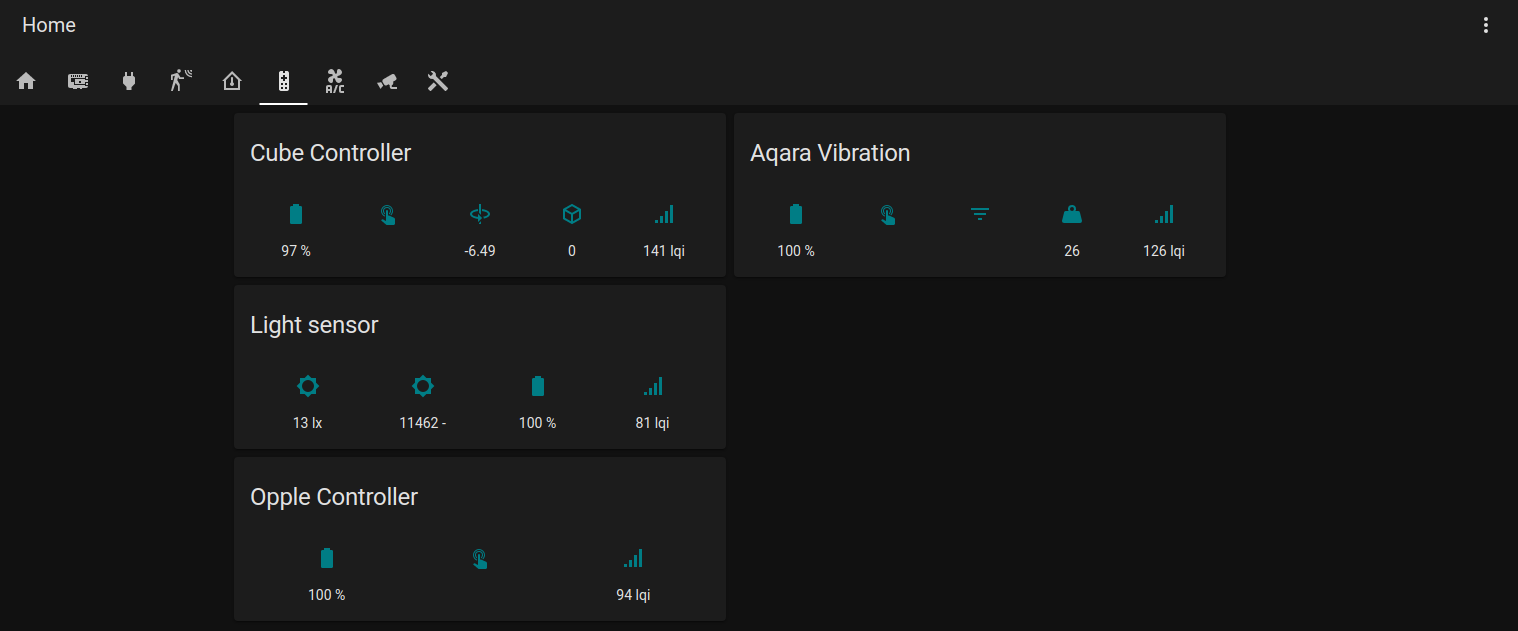 Home
A/C
Cube Controller
97 %
-6.49
0
141 lqi
Aqara Vibration
100 %
26
126 lqi
Light sensor
13 lx
11462 -
100 %
81 lqi
Opple Controller
100 %
94 lqi